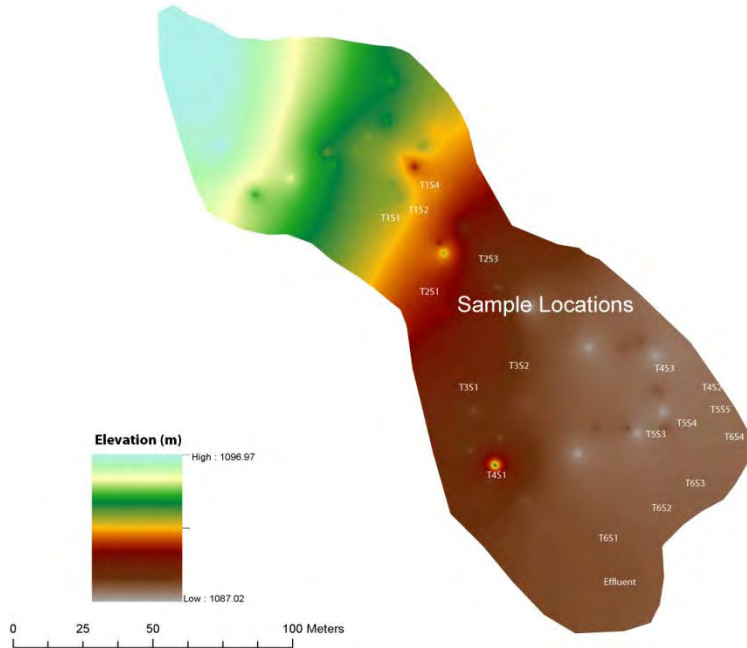 T1S4
T1S2
T1S1
T2S3
T2S1
Sample Locations
T3S2
T4S3
T3S1
T4S2
T5S5
T5S4
T5S3
T6S4
Elevation (m)
High : 1096.97
T4S1
T6S3
T6S2
T6S1
Effluent
Low : 1087.02
0 25 50 100 Meters